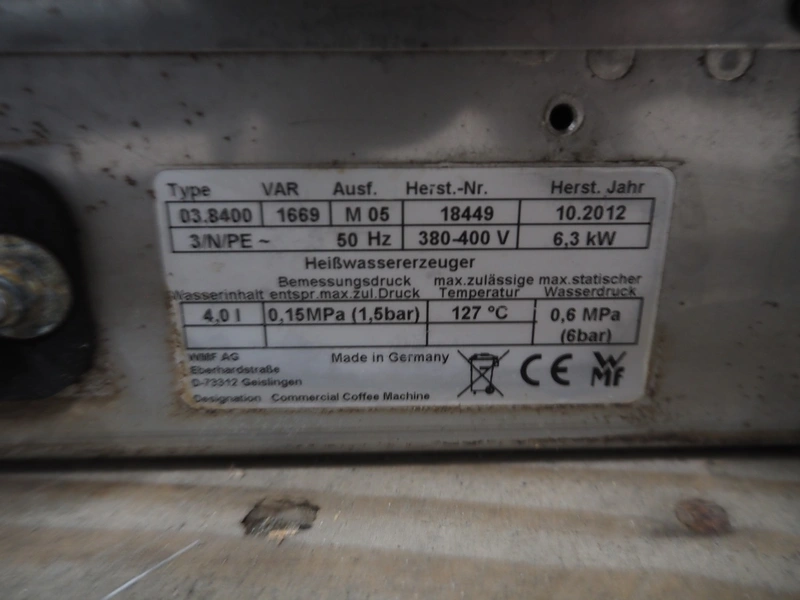 Type VAR Ausf. Herst.-Nr. Herst. Jahr
03.8400 1669 M 05 18449 10.2012
3/N/PE ~ 50 Hz 380-400 V 6,3 kW
Heißwassererzeuger
Bemessungsdruck max.zulässige max.statischer
Wasserinhalt entspr.max.zul.Druck Temperatur Wasserdruck
4,0 l 0,15MPa (1,5bar) 127 °C 0,6 MPa
(6bar)
WMF AG Made in Germany
Eberhardstraße
D-73312 Geislingen
Designation Commercial Coffee Machine
CE WMF